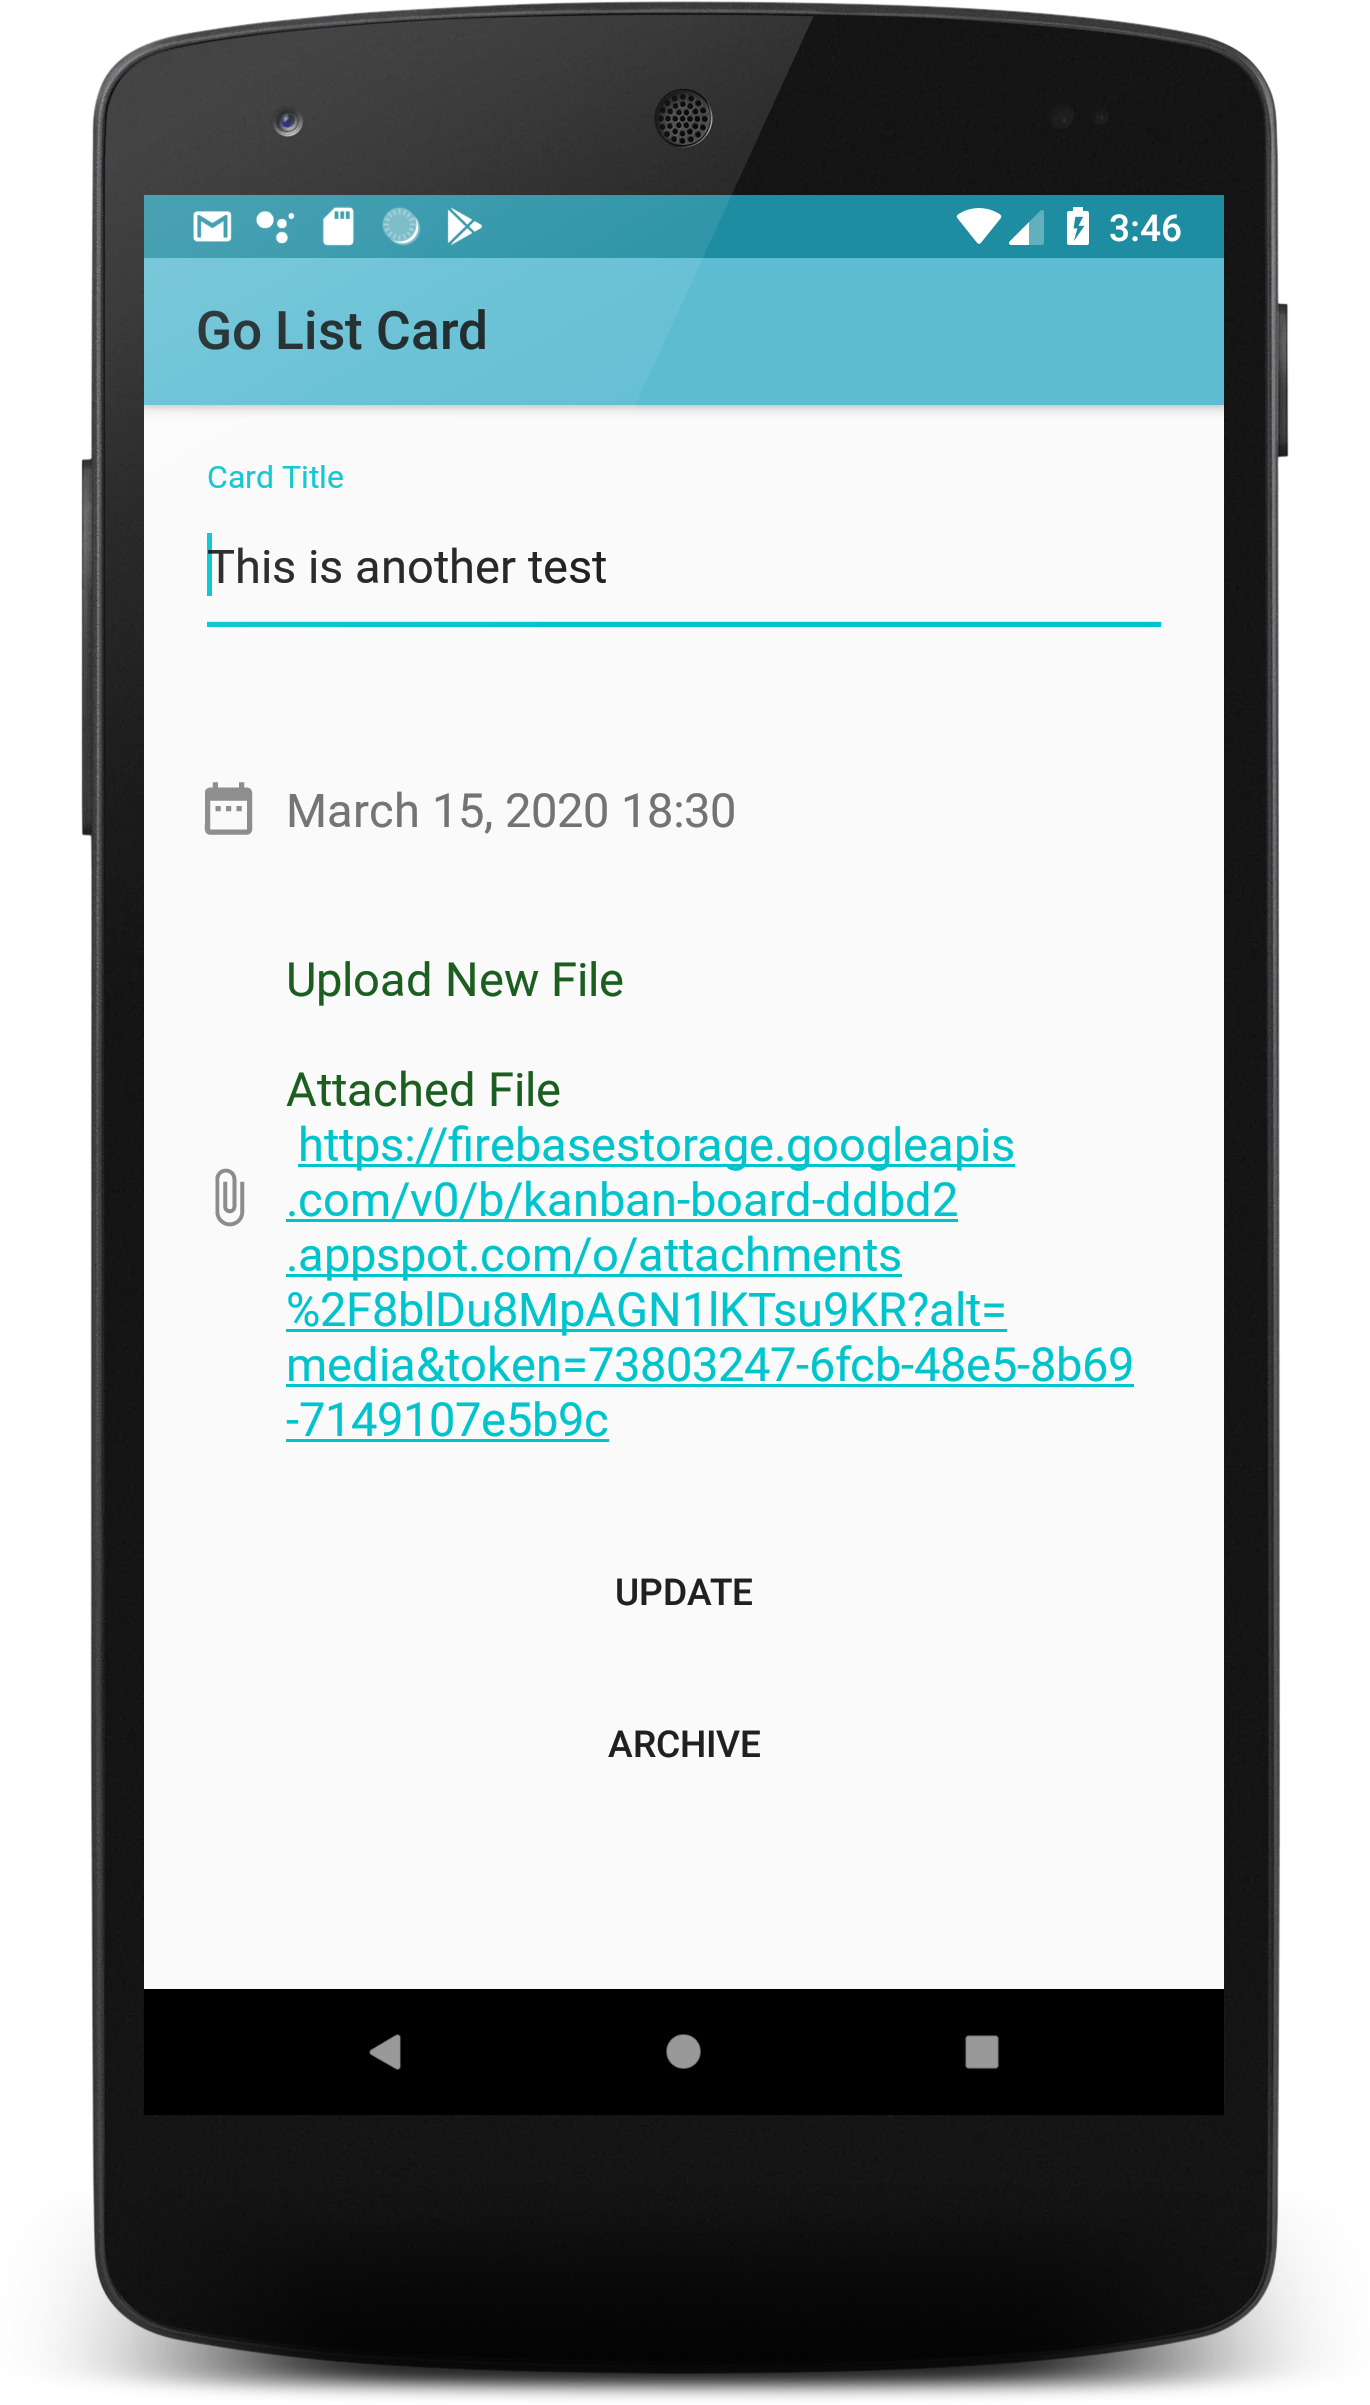 3:46
Go List Card
Card Title
This is another test
March 15, 2020 18:30
Upload New File
Attached File
https://firebasestorage.googleapis
.com/v0/b/kanban-board-ddbd2
.appspot.com/o/attachments
%2F8blDu8MpAGN1lKTsu9KR?alt=
media&token=73803247-6fcb-48e5-8b69
-7149107e5b9c
UPDATE
ARCHIVE